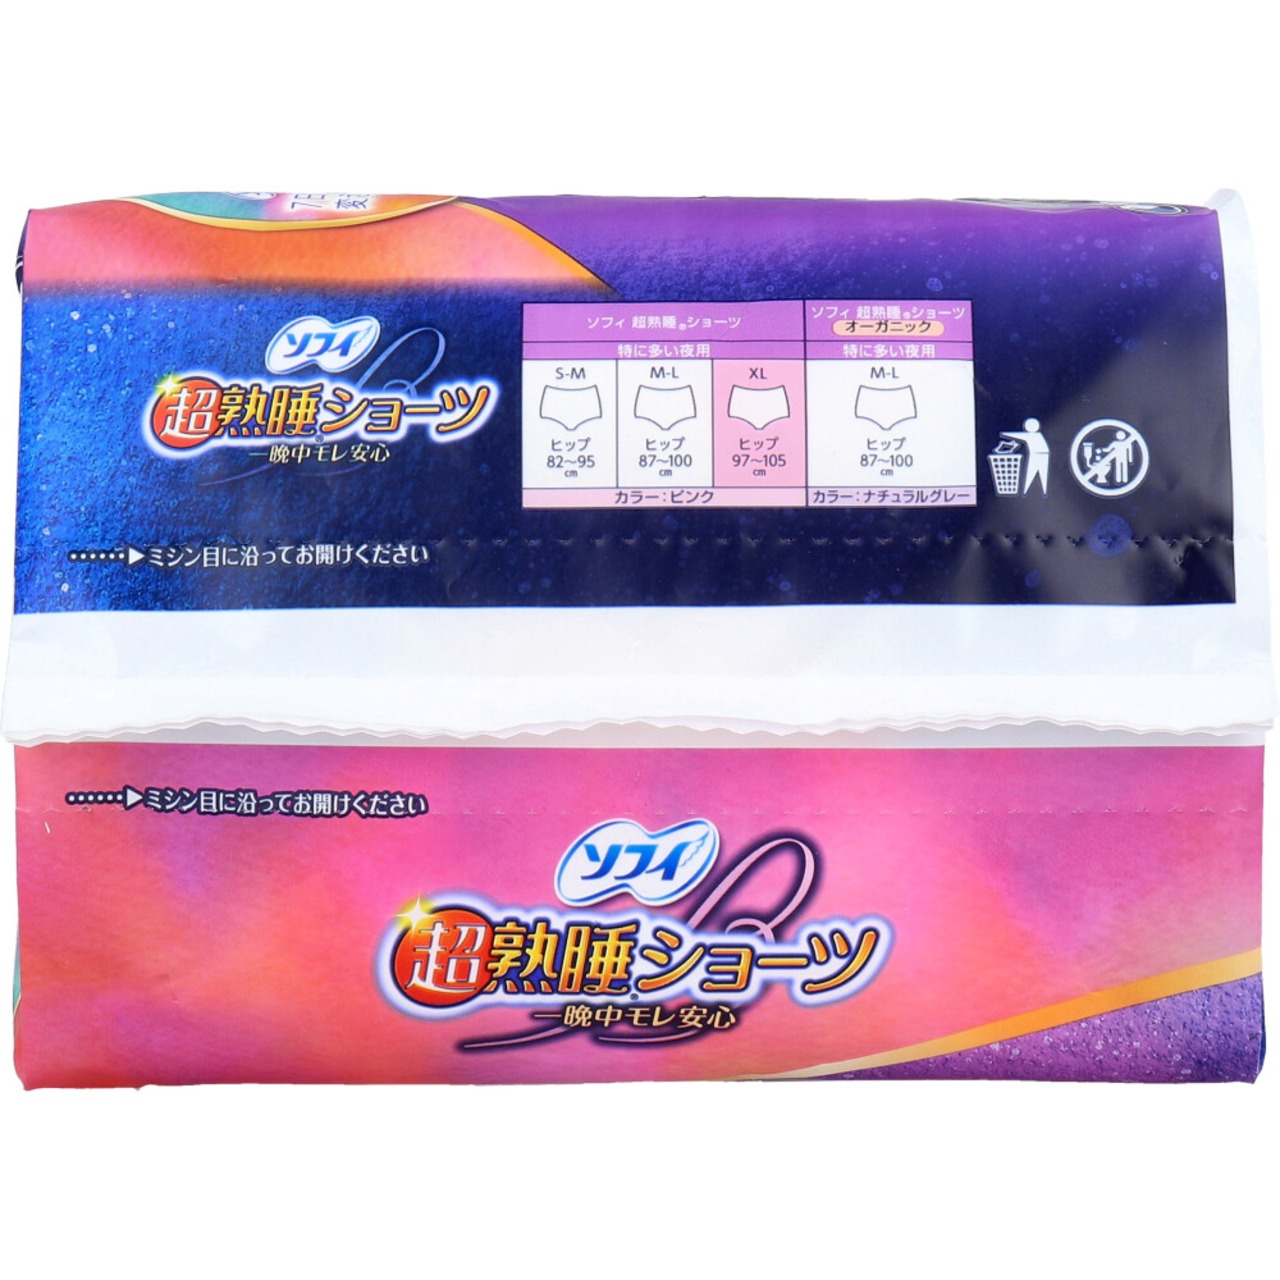 7日
変
ソフィ
超熟睡®ショーツ
一晩中モレ安心
ソフィ 超熟睡®ショーツ
特に多い夜用
S-M
ヒップ
82〜95
cm
M-L
ヒップ
87〜100
cm
XL
ヒップ
97〜105
cm
カラー：ピンク
ソフィ 超熟睡®ショーツ
オーガニック
特に多い夜用
M-L
ヒップ
87〜100
cm
カラー：ナチュラルグレー
······▶ミシン目に沿ってお開けください
······▶ミシン目に沿ってお開けください
ソフィ
超熟睡®ショーツ
一晩中モレ安心